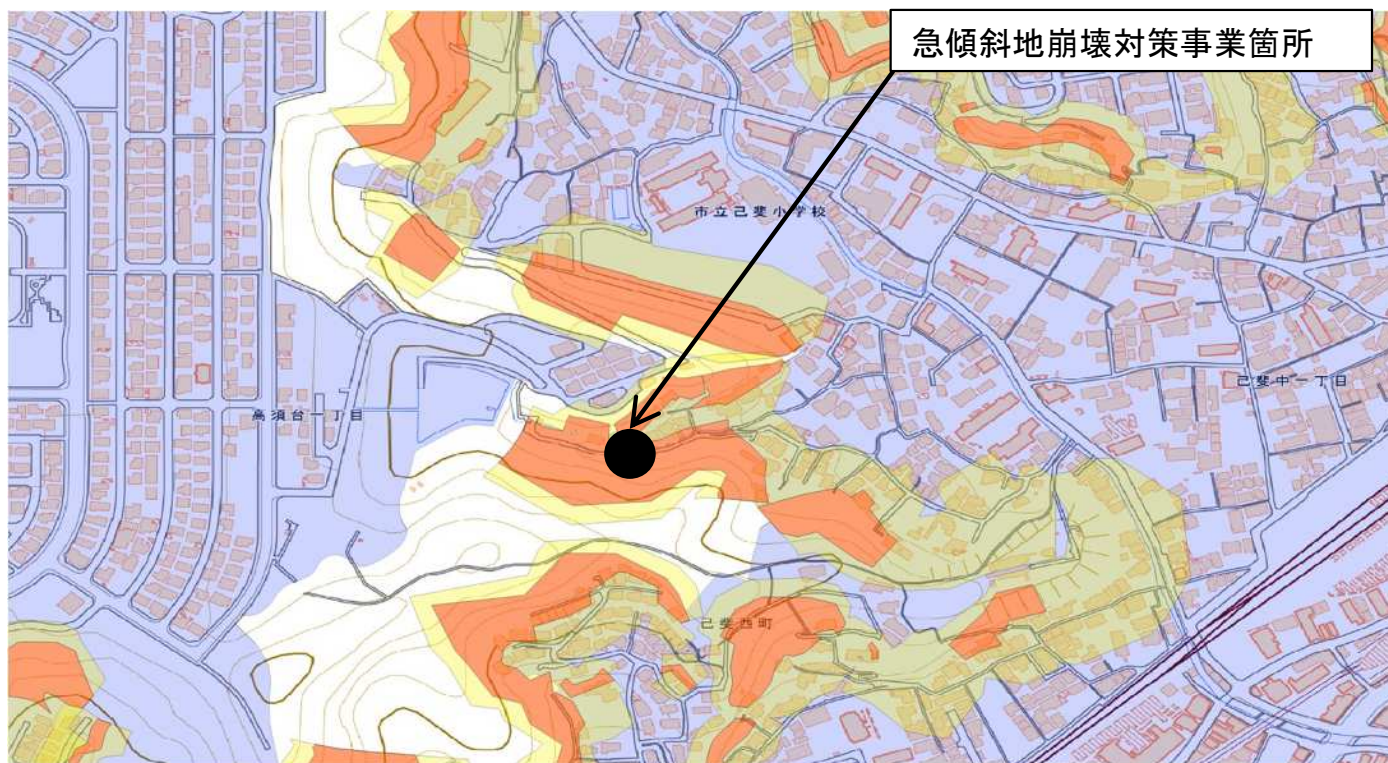 急傾斜地崩壊対策事業箇所
市立己斐小学校
己斐中一丁目
高須台一丁目
己斐西町